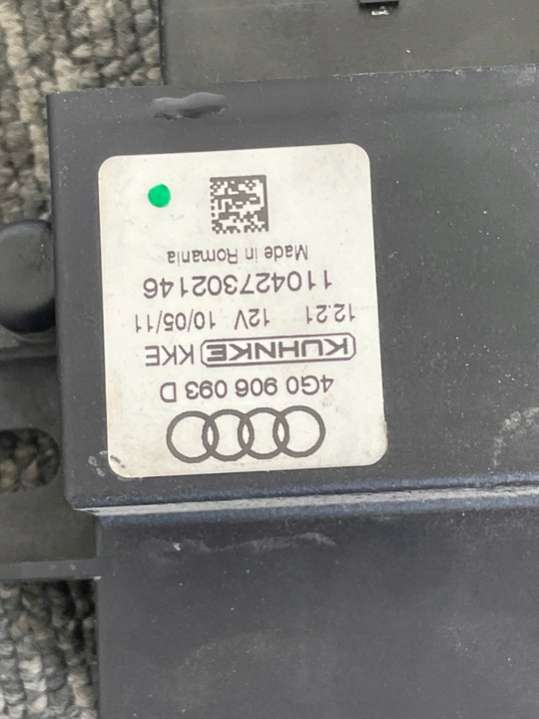 4G0 906 093 D
KUHNKE KKE
12.21 12V 10/05/11
110427302146
Made in Romania